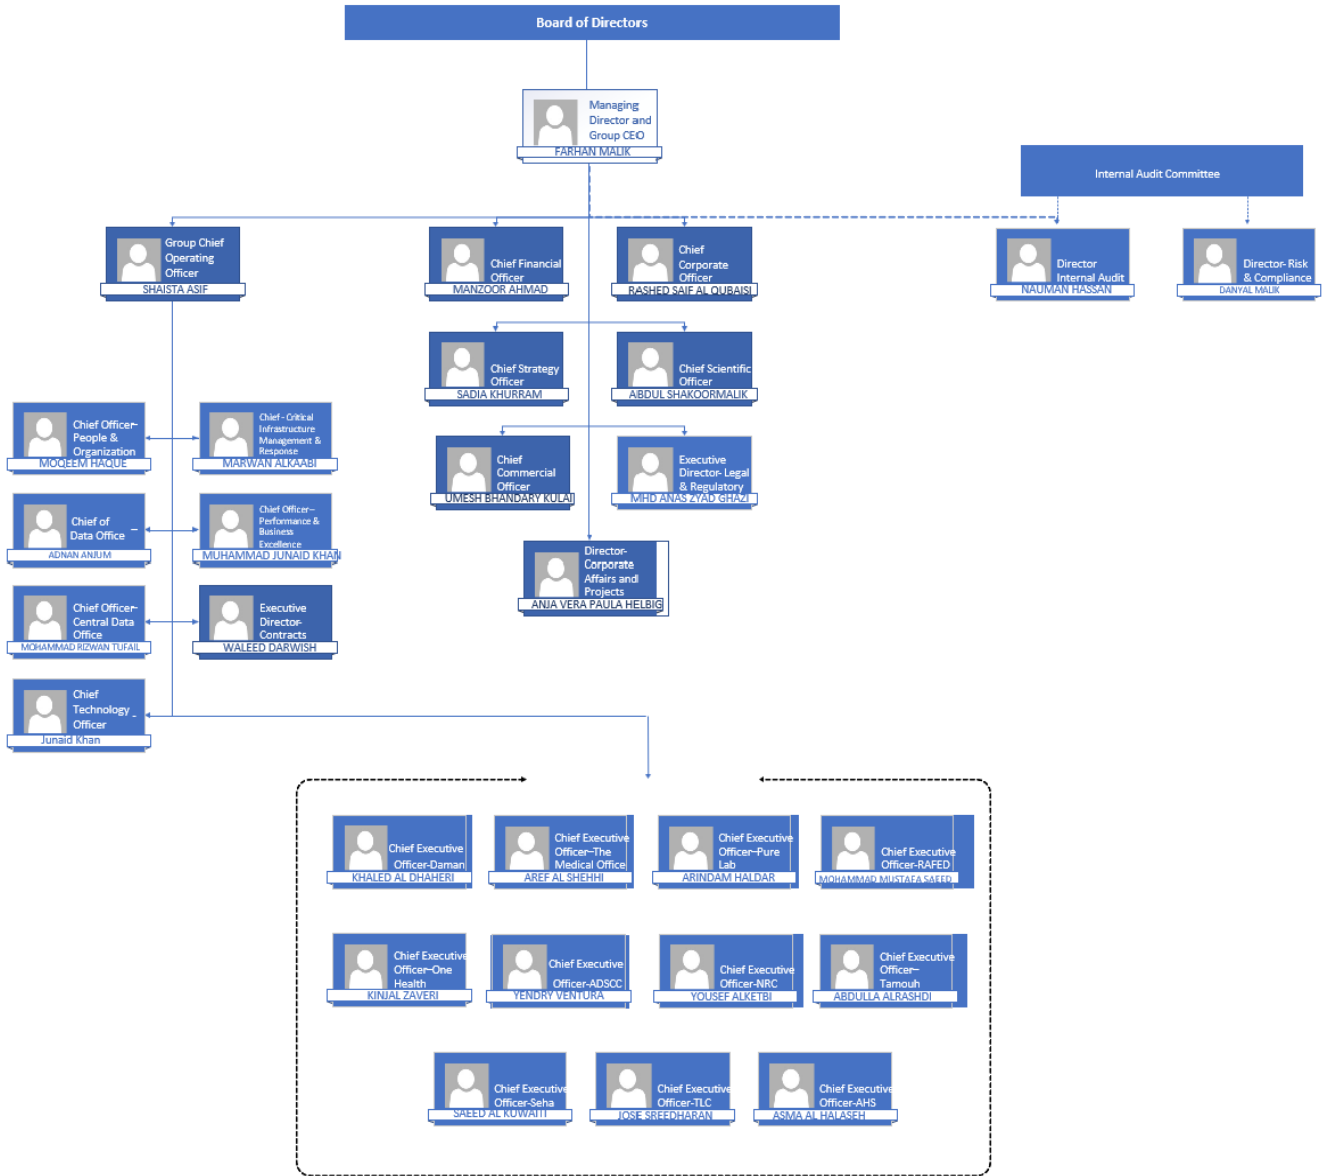 Board of Directors
Managing
Director and
Group CEO
FARHAN MALIK
Internal Audit Committee
Group Chief
Operating
Officer
SHAISTA ASIF
Chief Financial
Officer
MANZOOR AHMAD
Chief
Corporate
Officer
RASHED SAIF AL QUBAISI
Director
Internal Audit
NAUMAN HASSAN
Director- Risk
& Compliance
DANYAL MALIK
Chief Strategy
Officer
SADIA KHURRAM
Chief Scientific
Officer
ABDUL SHAKOORMALIK
Chief Officer–
People &
Organization
MOQEEM HAQUE
Chief - Critical
Infrastructure
Management &
Response
MARWAN ALKAABI
Chief
Commercial
Officer
UMESH BHANDARY KULAI
Executive
Director- Legal
& Regulatory
MHD ANAS ZYAD GHAZI
Chief of
Data Office –
ADNAN ANJUM
Chief Officer –
Performance &
Business
Excellence
MUHAMMAD JUNAID KHAN
Director-
Corporate
Affairs and
Projects
ANJA VERA PAULA HELBIG
Chief Officer-
Central Data
Office
MOHAMMAD RIZWAN TUFAIL
Executive
Director-
Contracts
WALEED DARWISH
Chief
Technology -
Officer
Junaid Khan
Chief Executive
Officer-Daman
KHALED AL DHAHERI
Chief Executive
Officer–The
Medical Office
AREF AL SHEHHI
Chief Executive
Officer–Pure
Lab
ARINDAM HALDAR
Chief Executive
Officer-RAFED
MOHAMMAD MUSTAFA SAEED
Chief Executive
Officer–One
Health
KINJAL ZAVERI
Chief Executive
Officer-ADSCC
YENDRY VENTURA
Chief Executive
Officer-NRC
YOUSEF ALKETBI
Chief Executive
Officer–
Tamouh
ABDULLA ALRASHDI
Chief Executive
Officer-Seha
SAEED AL KUWAITI
Chief Executive
Officer-TLC
JOSE SREEDHARAN
Chief Executive
Officer-AHS
ASMA AL HALASEH